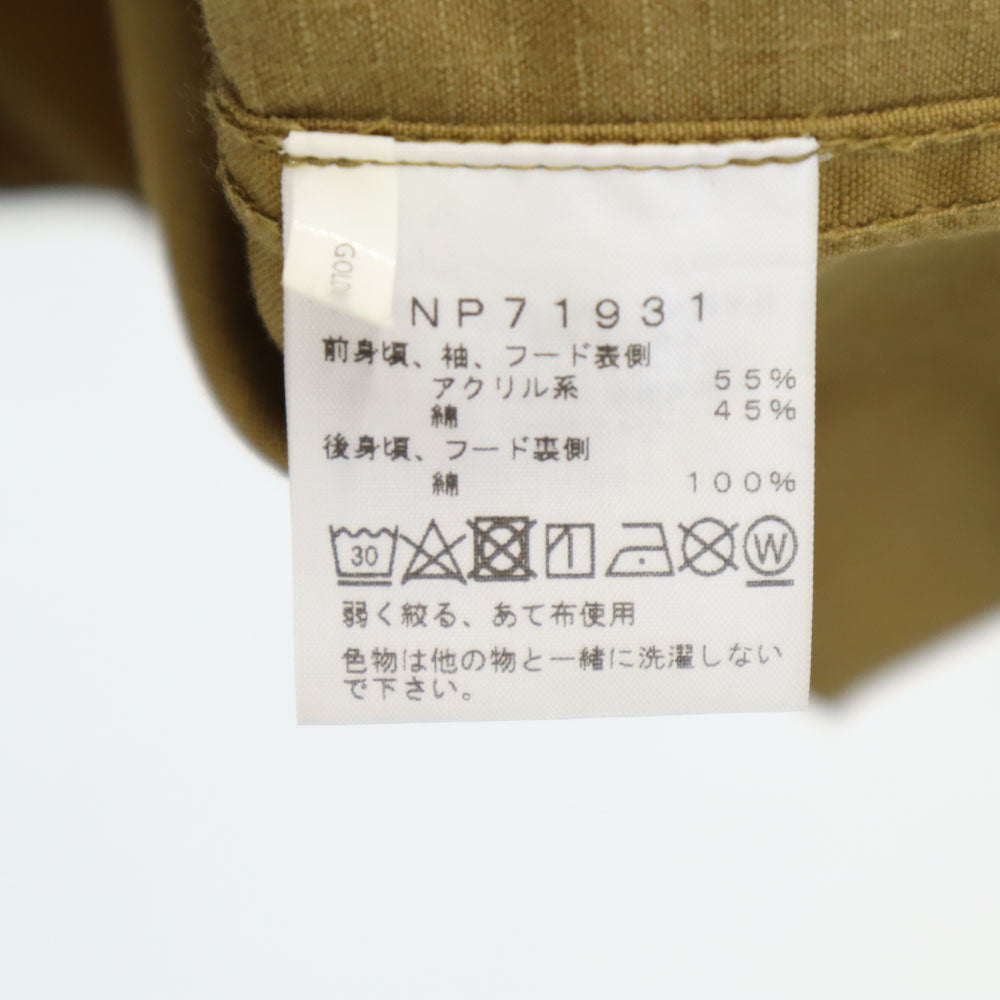 GOLD
NP71931
前身頃、袖、フード表側
アクリル系 55%
綿 45%
後身頃、フード裏側
綿 100%
30 W
弱く絞る、あて布使用
色物は他の物と一緒に洗濯しない
で下さい。